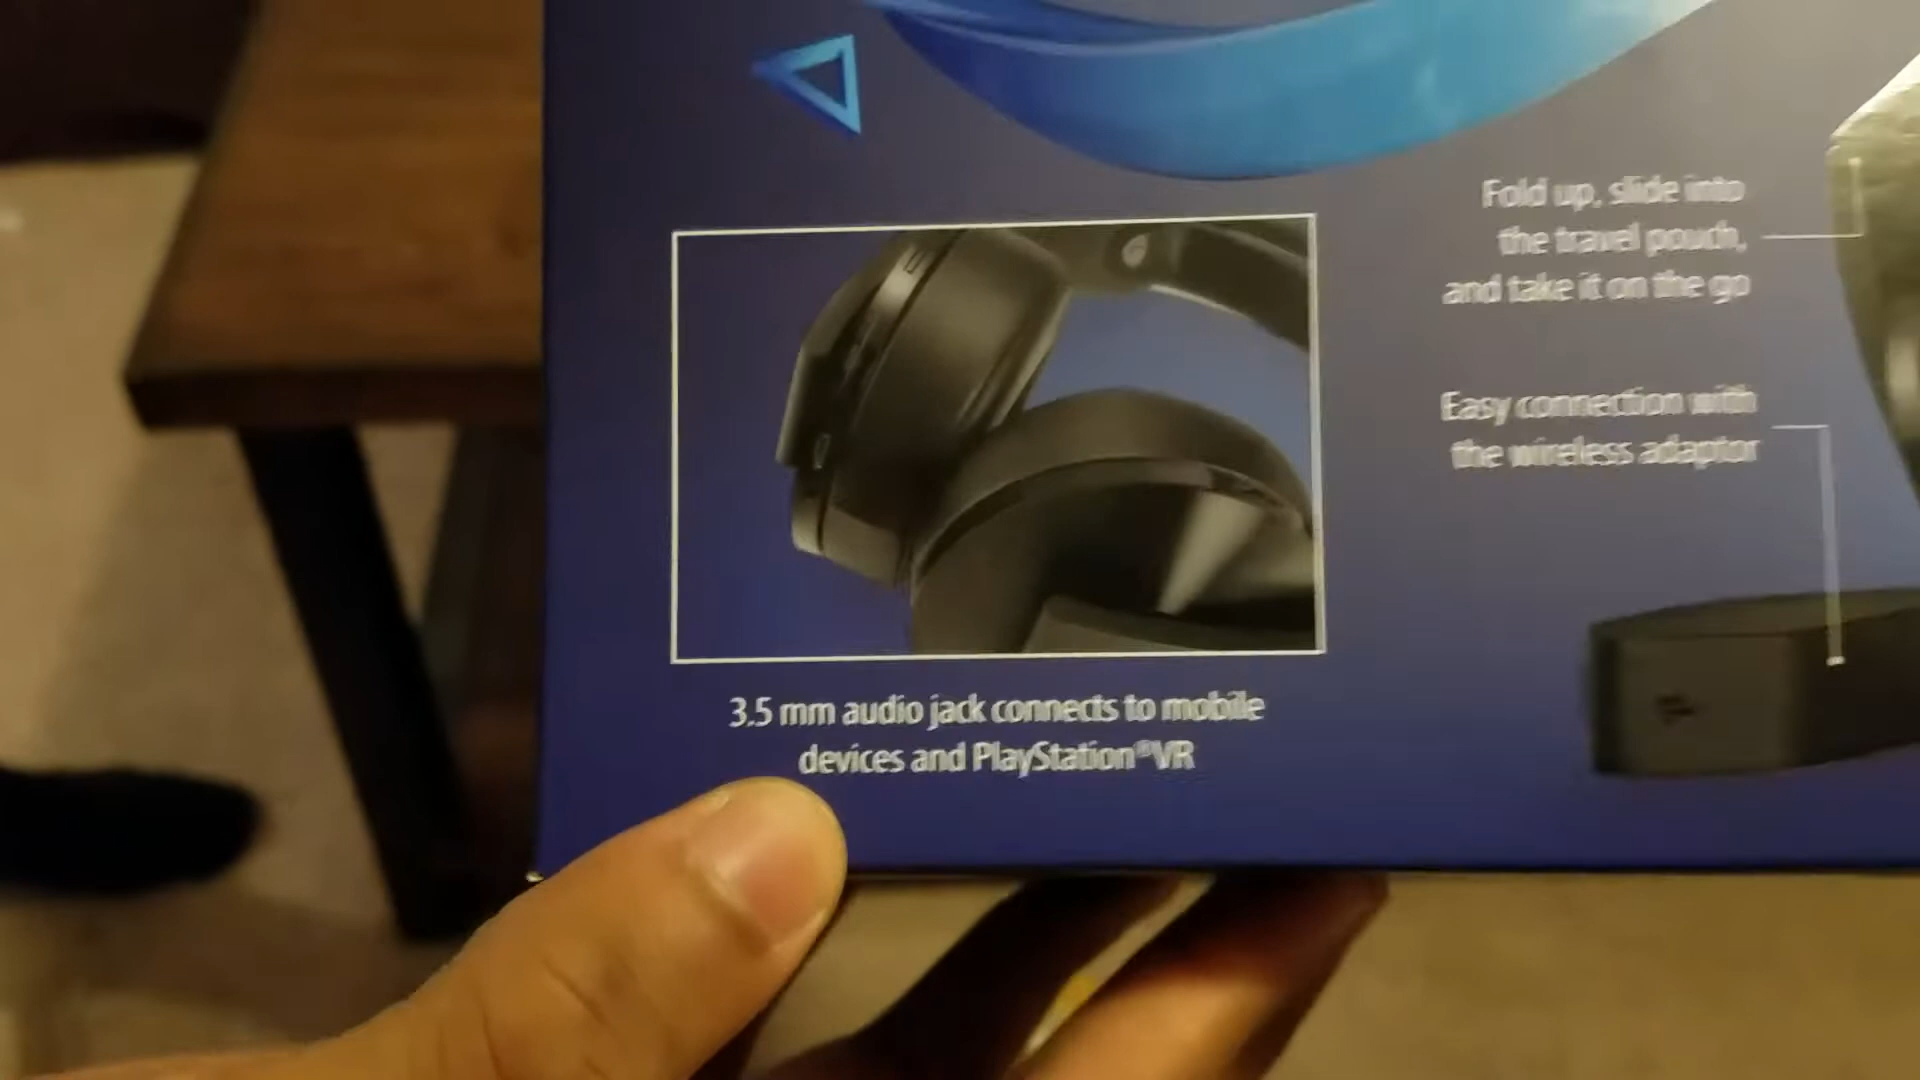 Fold up, slide into
the travel pouch,
and take it on the go
Easy connection with
the wireless adaptor
3.5 mm audio jack connects to mobile
devices and PlayStation®VR